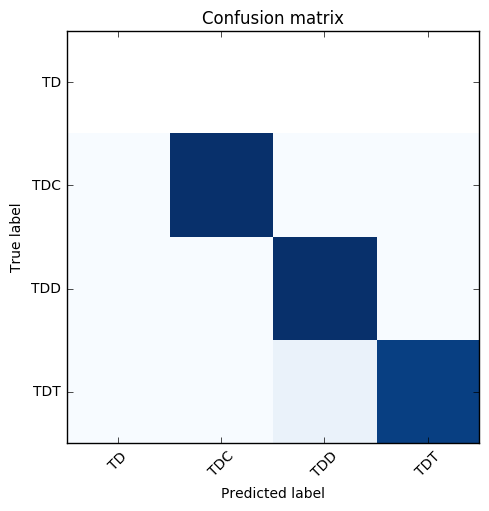 Confusion matrix
TD
TDC
TDD
TDT
True label
TD
TDC
TDD
TDT
Predicted label